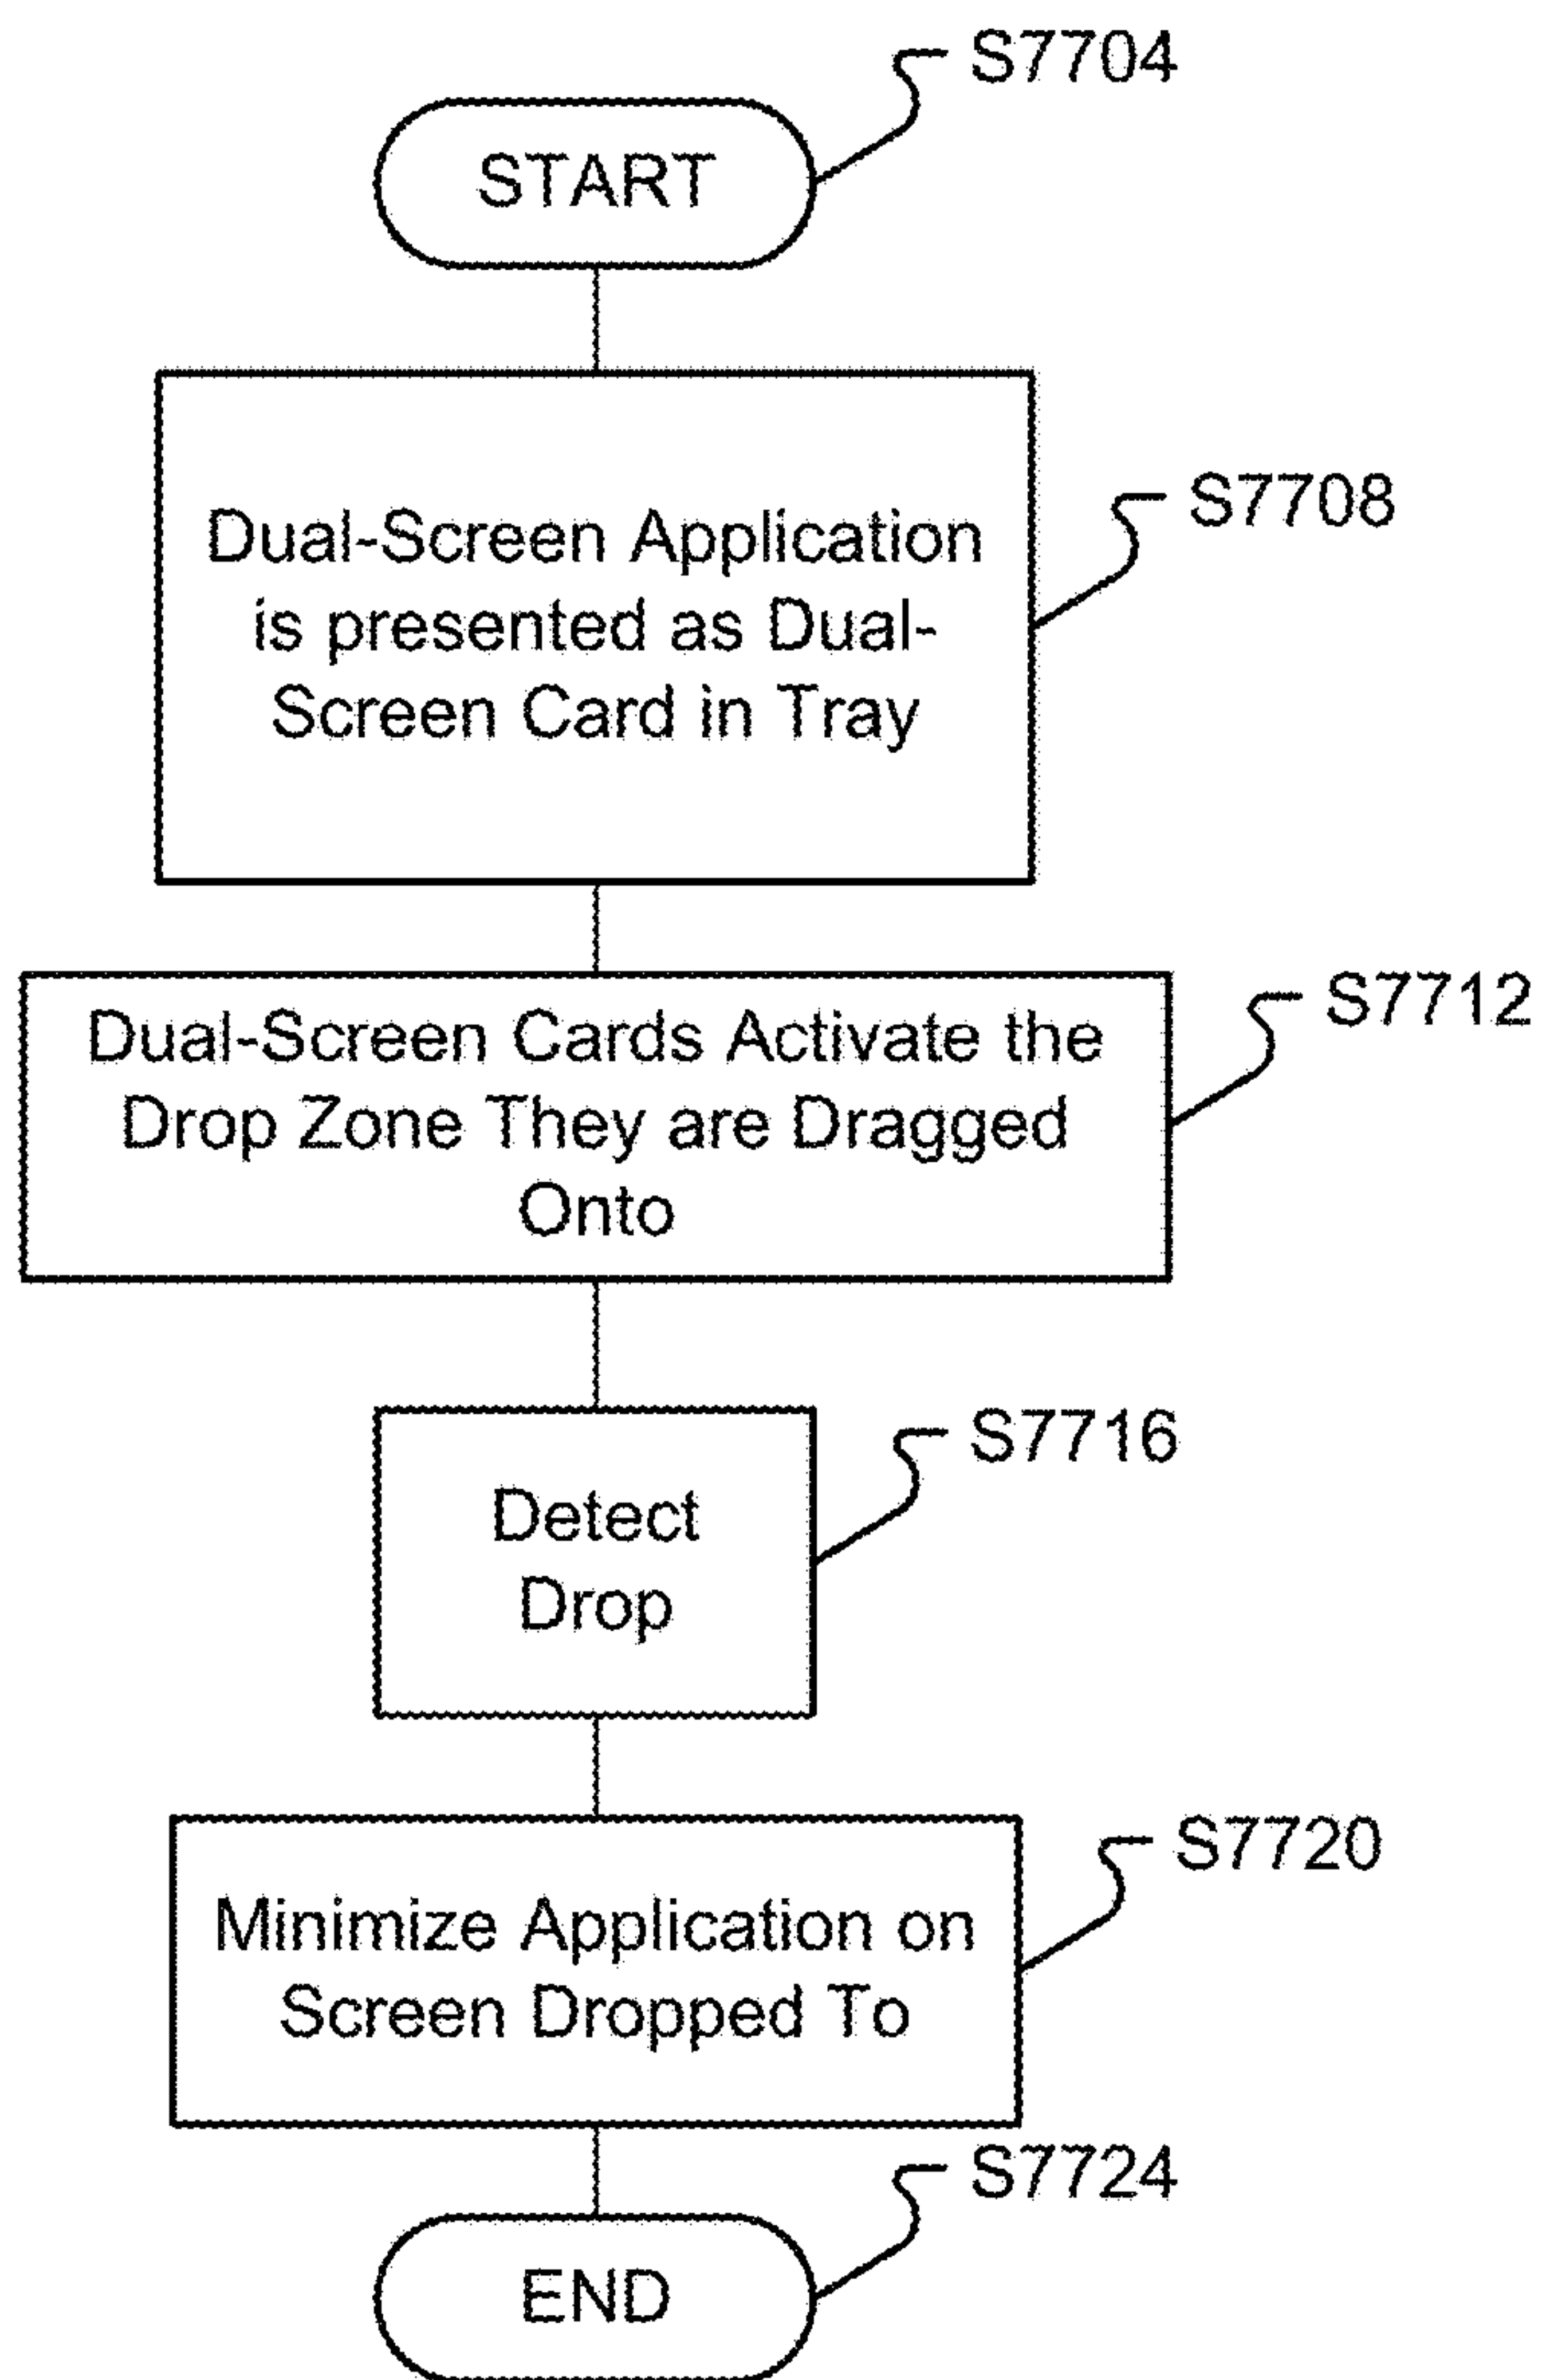 S7704
START
S7708
Dual-Screen Application
is presented as Dual-
Screen Card in Tray
S7712
Dual-Screen Cards Activate the
Drop Zone They are Dragged
Onto
S7716
Detect
Drop
S7720
Minimize Application on
Screen Dropped To
S7724
END